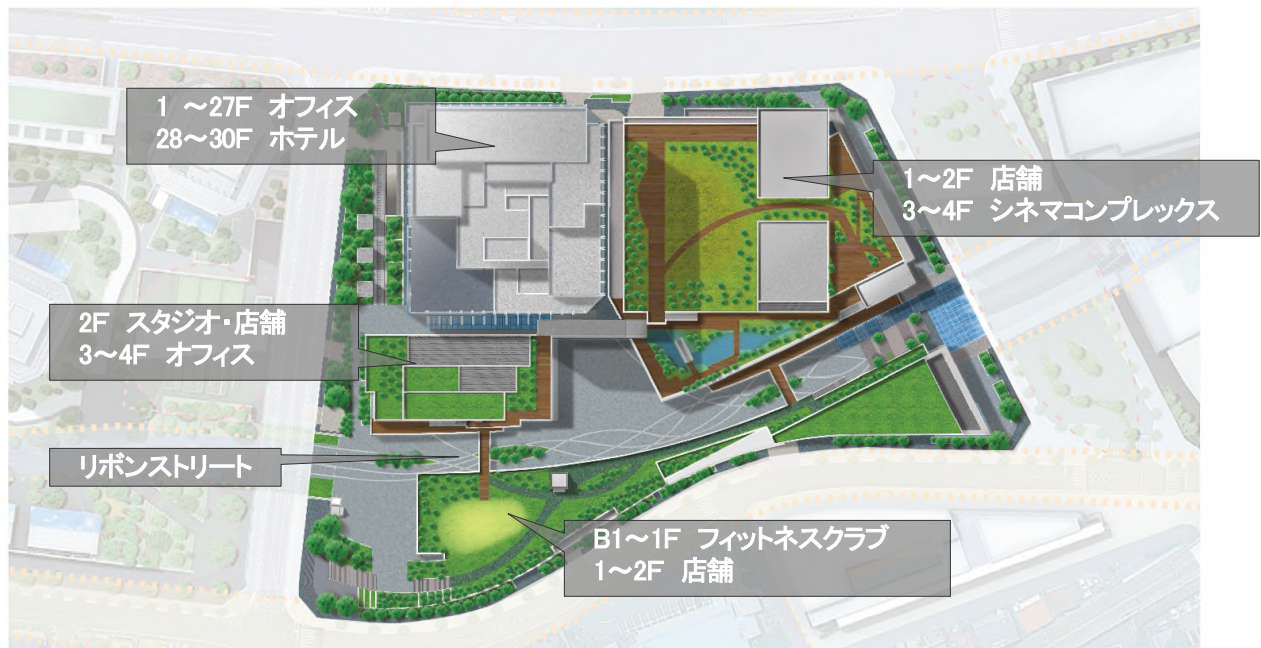 1 ～27F オフィス
28～30F ホテル
1～2F 店舗
3～4F シネマコンプレックス
2F スタジオ・店舗
3～4F オフィス
リボンストリート
B1～1F フィットネスクラブ
1～2F 店舗